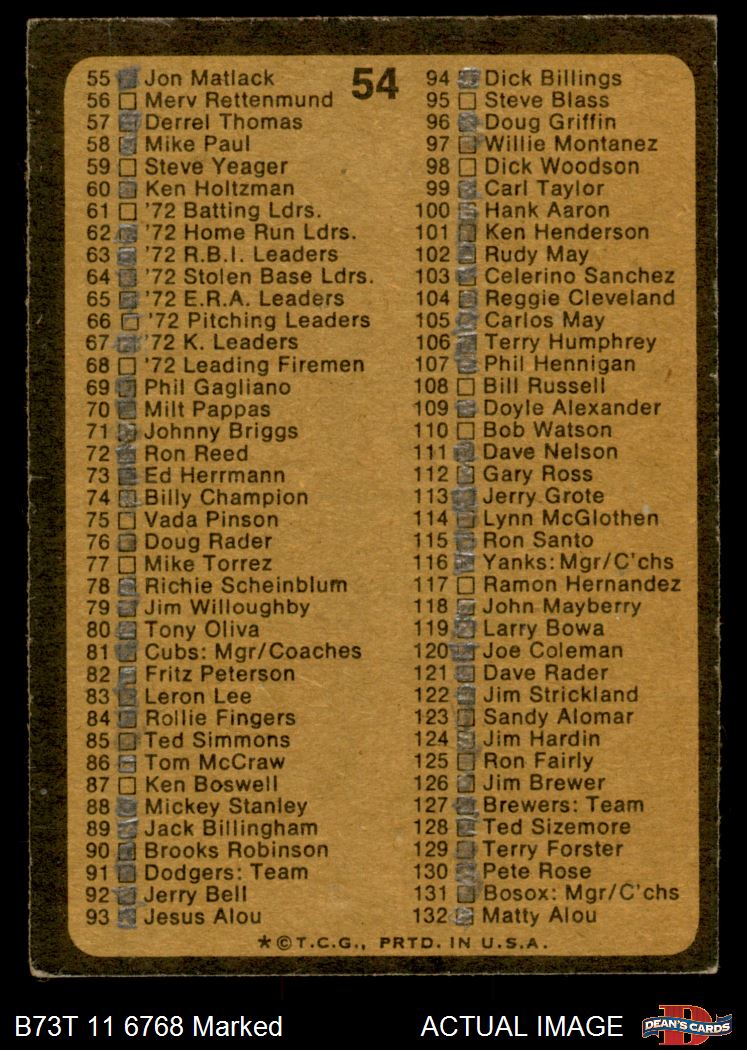 54
55 Jon Matlack
56 Merv Rettenmund
57 Derrel Thomas
58 Mike Paul
59 Steve Yeager
60 Ken Holtzman
61 '72 Batting Ldrs.
62 '72 Home Run Ldrs.
63 '72 R.B.I. Leaders
64 '72 Stolen Base Ldrs.
65 '72 E.R.A. Leaders
66 '72 Pitching Leaders
67 '72 K. Leaders
68 '72 Leading Firemen
69 Phil Gagliano
70 Milt Pappas
71 Johnny Briggs
72 Ron Reed
73 Ed Herrmann
74 Billy Champion
75 Vada Pinson
76 Doug Rader
77 Mike Torrez
78 Richie Scheinblum
79 Jim Willoughby
80 Tony Oliva
81 Cubs: Mgr/Coaches
82 Fritz Peterson
83 Leron Lee
84 Rollie Fingers
85 Ted Simmons
86 Tom McCraw
87 Ken Boswell
88 Mickey Stanley
89 Jack Billingham
90 Brooks Robinson
91 Dodgers: Team
92 Jerry Bell
93 Jesus Alou
94 Dick Billings
95 Steve Blass
96 Doug Griffin
97 Willie Montanez
98 Dick Woodson
99 Carl Taylor
100 Hank Aaron
101 Ken Henderson
102 Rudy May
103 Celerino Sanchez
104 Reggie Cleveland
105 Carlos May
106 Terry Humphrey
107 Phil Hennigan
108 Bill Russell
109 Doyle Alexander
110 Bob Watson
111 Dave Nelson
112 Gary Ross
113 Jerry Grote
114 Lynn McGlothen
115 Ron Santo
116 Yanks: Mgr/C'chs
117 Ramon Hernandez
118 John Mayberry
119 Larry Bowa
120 Joe Coleman
121 Dave Rader
122 Jim Strickland
123 Sandy Alomar
124 Jim Hardin
125 Ron Fairly
126 Jim Brewer
127 Brewers: Team
128 Ted Sizemore
129 Terry Forster
130 Pete Rose
131 Bosox: Mgr/C'chs
132 Matty Alou
★©T.C.G., PRTD. IN U.S.A.
B73T 11 6768 Marked
ACTUAL IMAGE
DEAN'S CARDS